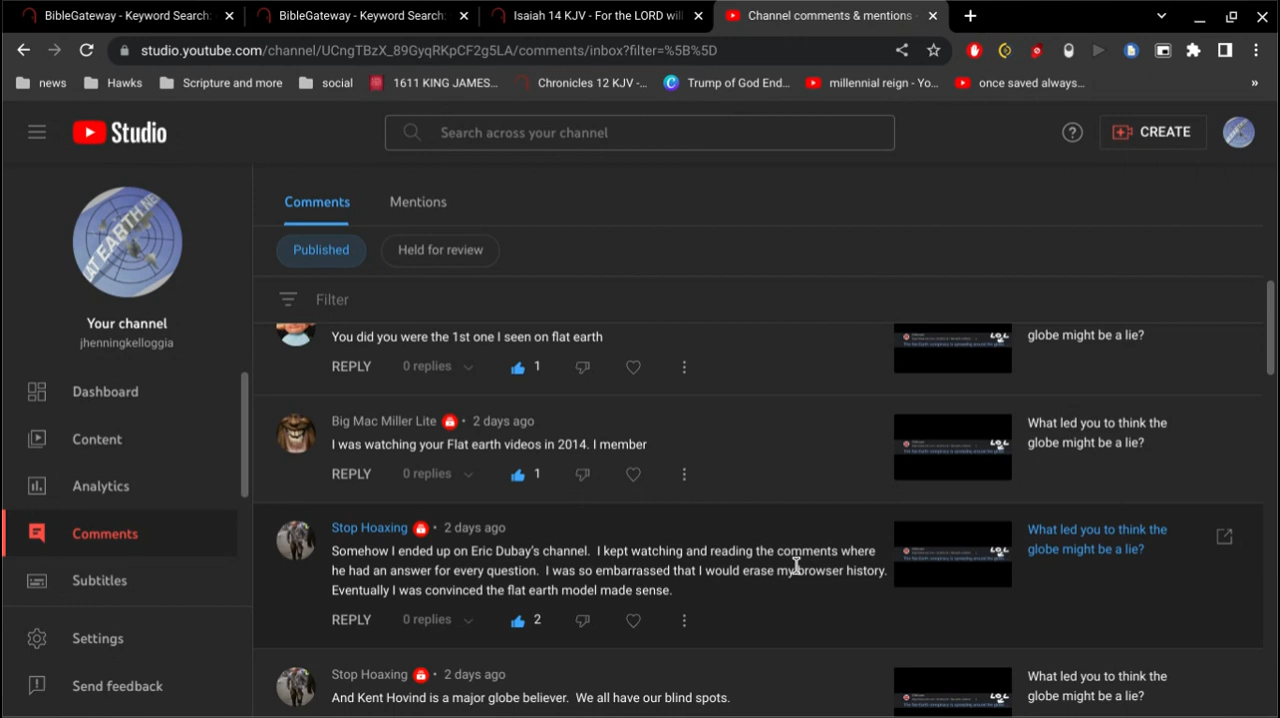 BibleGateway - Keyword Search:
BibleGateway - Keyword Search:
Isaiah 14 KJV - For the LORD will
Channel comments & mentions -
studio.youtube.com/channel/UCngTBzX_89GyqRKpCF2g5LA/comments/inbox?filter=%5B%5D
news
Hawks
Scripture and more
social
1611 KING JAMES...
Chronicles 12 KJV -...
Trump of God End...
millennial reign - Yo...
once saved always...
»
Studio
Search across your channel
CREATE
Your channel
jhenningkelloggia
Dashboard
Content
Analytics
Comments
Subtitles
Settings
Send feedback
Comments
Mentions
Published
Held for review
Filter
You did you were the 1st one I seen on flat earth
REPLY
0 replies
1
globe might be a lie?
Big Mac Miller Lite • 2 days ago
I was watching your Flat earth videos in 2014. I member
REPLY
0 replies
1
What led you to think the
globe might be a lie?
Stop Hoaxing • 2 days ago
Somehow I ended up on Eric Dubay's channel. I kept watching and reading the comments where
he had an answer for every question. I was so embarrassed that I would erase my browser history.
Eventually I was convinced the flat earth model made sense.
REPLY
0 replies
2
What led you to think the
globe might be a lie?
Stop Hoaxing • 2 days ago
And Kent Hovind is a major globe believer. We all have our blind spots.
What led you to think the
globe might be a lie?